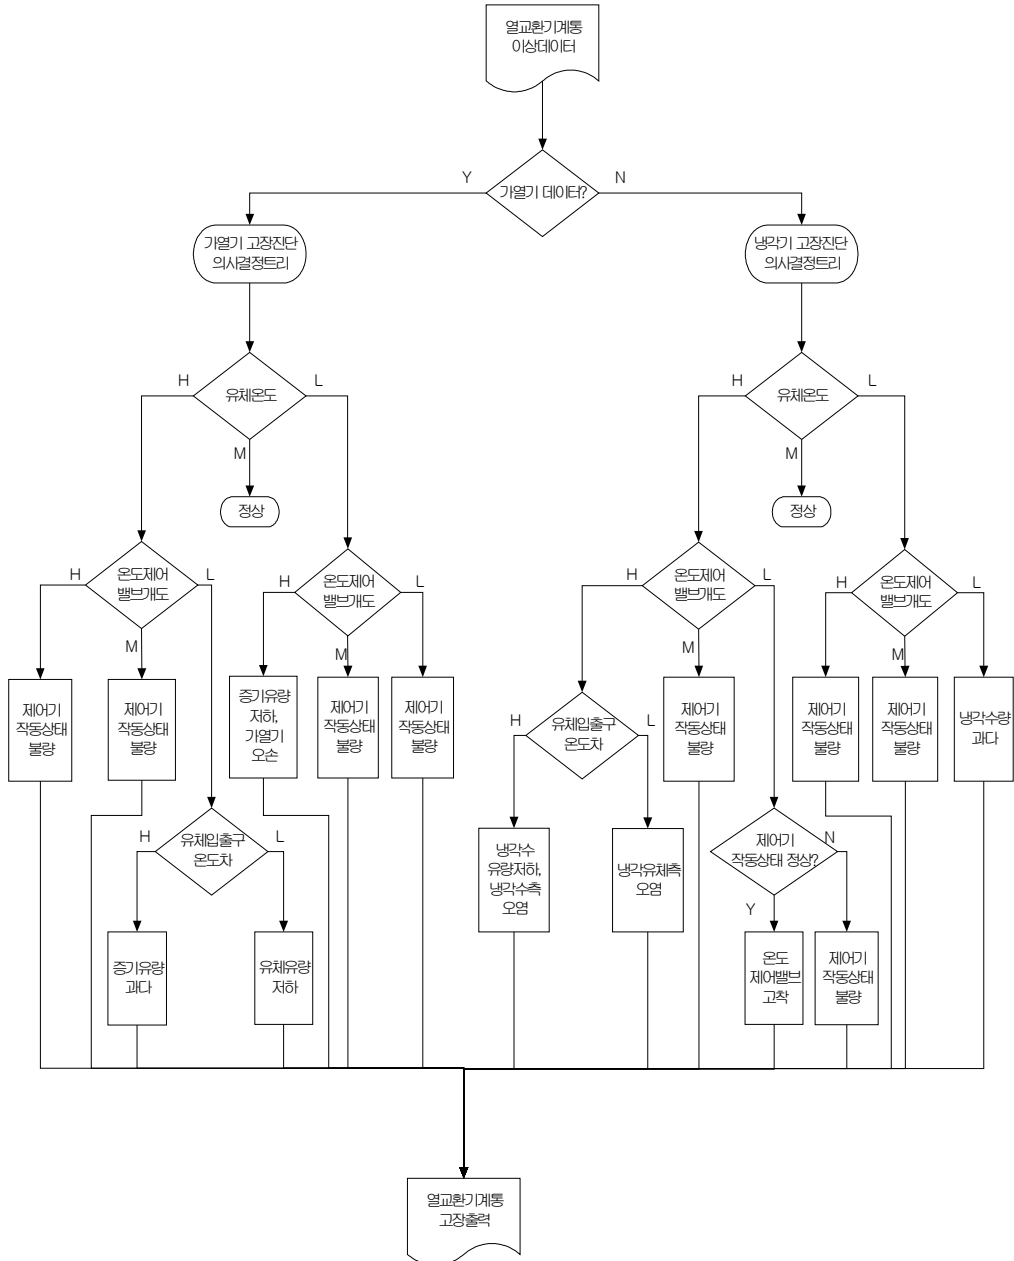 열교환기계통
이상데이터
Y
가열기 데이터?
N
가열기 고장진단
의사결정트리
냉각기 고장진단
의사결정트리
H
유체온도
L
M
정상
H
유체온도
L
M
정상
H
온도제어
밸브개도
L
M
H
온도제어
밸브개도
L
M
H
온도제어
밸브개도
L
M
H
온도제어
밸브개도
L
M
제어기
작동상태
불량
제어기
작동상태
불량
증기유량
저하,
가열기
오손
제어기
작동상태
불량
제어기
작동상태
불량
H
유체입출구
온도차
L
제어기
작동상태
불량
제어기
작동상태
불량
제어기
작동상태
불량
냉각수량
과다
H
유체입출구
온도차
L
냉각수
유량저하,
냉각수측
오염
냉각유체측
오염
제어기
작동상태 정상?
N
Y
증기유량
과다
유체유량
저하
온도
제어밸브
고착
제어기
작동상태
불량
열교환기계통
고장출력